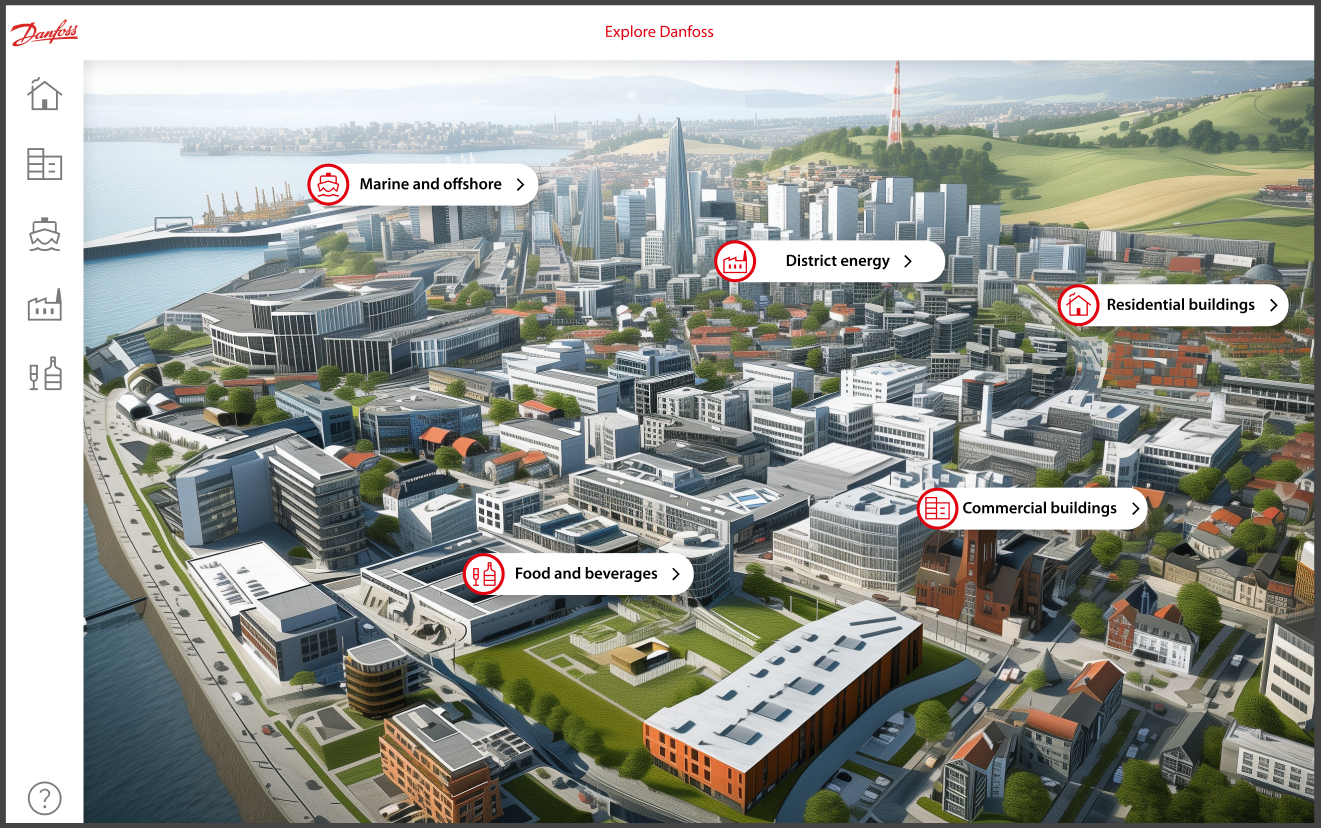 Danfoss
Explore Danfoss
Marine and offshore
District energy
Residential buildings
Commercial buildings
Food and beverages
?